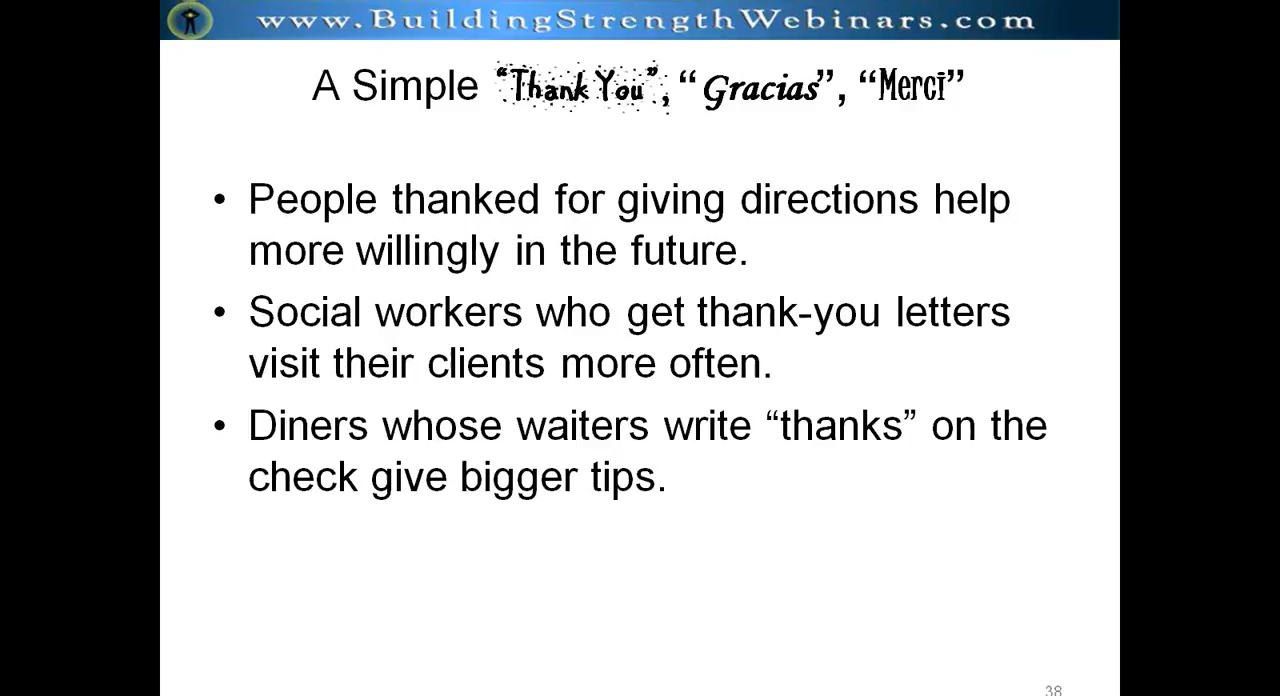 www.BuildingStrengthWebinars.com
A Simple “Thank You”, “Gracias”, “Merci”
• People thanked for giving directions help
more willingly in the future.
• Social workers who get thank-you letters
visit their clients more often.
• Diners whose waiters write “thanks” on the
check give bigger tips.
38